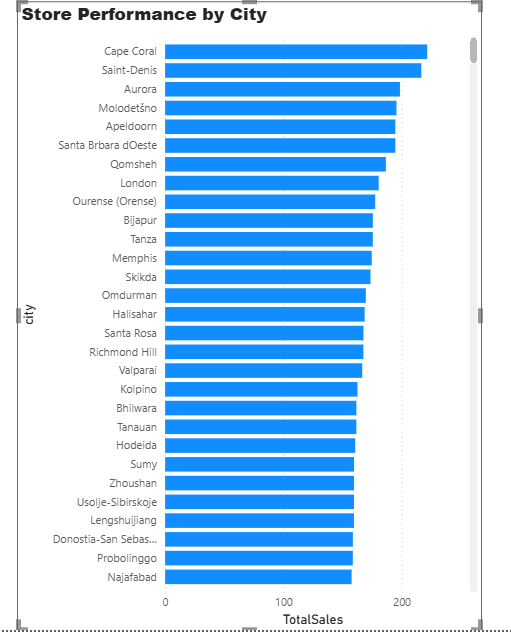 Store Performance by City
Cape Coral
Saint-Denis
Aurora
Molodetšno
Apeldoorn
Santa Brbara dOeste
Qomsheh
London
Ourense (Orense)
Bijapur
Tanza
Memphis
Skikda
Omdurman
Halisahar
Santa Rosa
Richmond Hill
Valparai
Kolpino
Bhilwara
Tanauan
Hodeida
Sumy
Zhoushan
Usolje-Sibirskoje
Lengshuijiang
Donostia-San Sebas...
Probolinggo
Najafabad
city
0 100 200
TotalSales